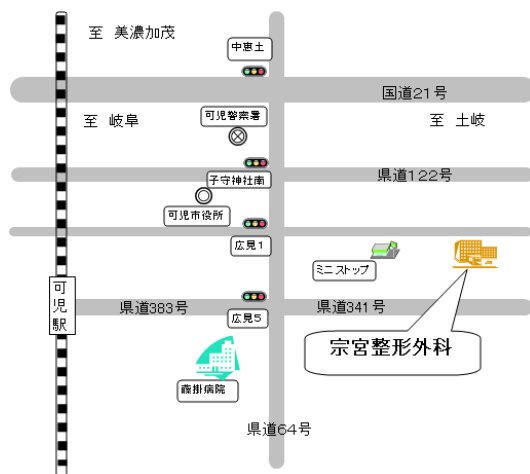 至 美濃加茂
中恵土
国道21号
至 岐阜
可児警察署
至 土岐
子守神社南
県道122号
可児市役所
広見1
ミニストップ
可児駅
県道383号
広見5
県道341号
宗宮整形外科
藤掛病院
県道64号